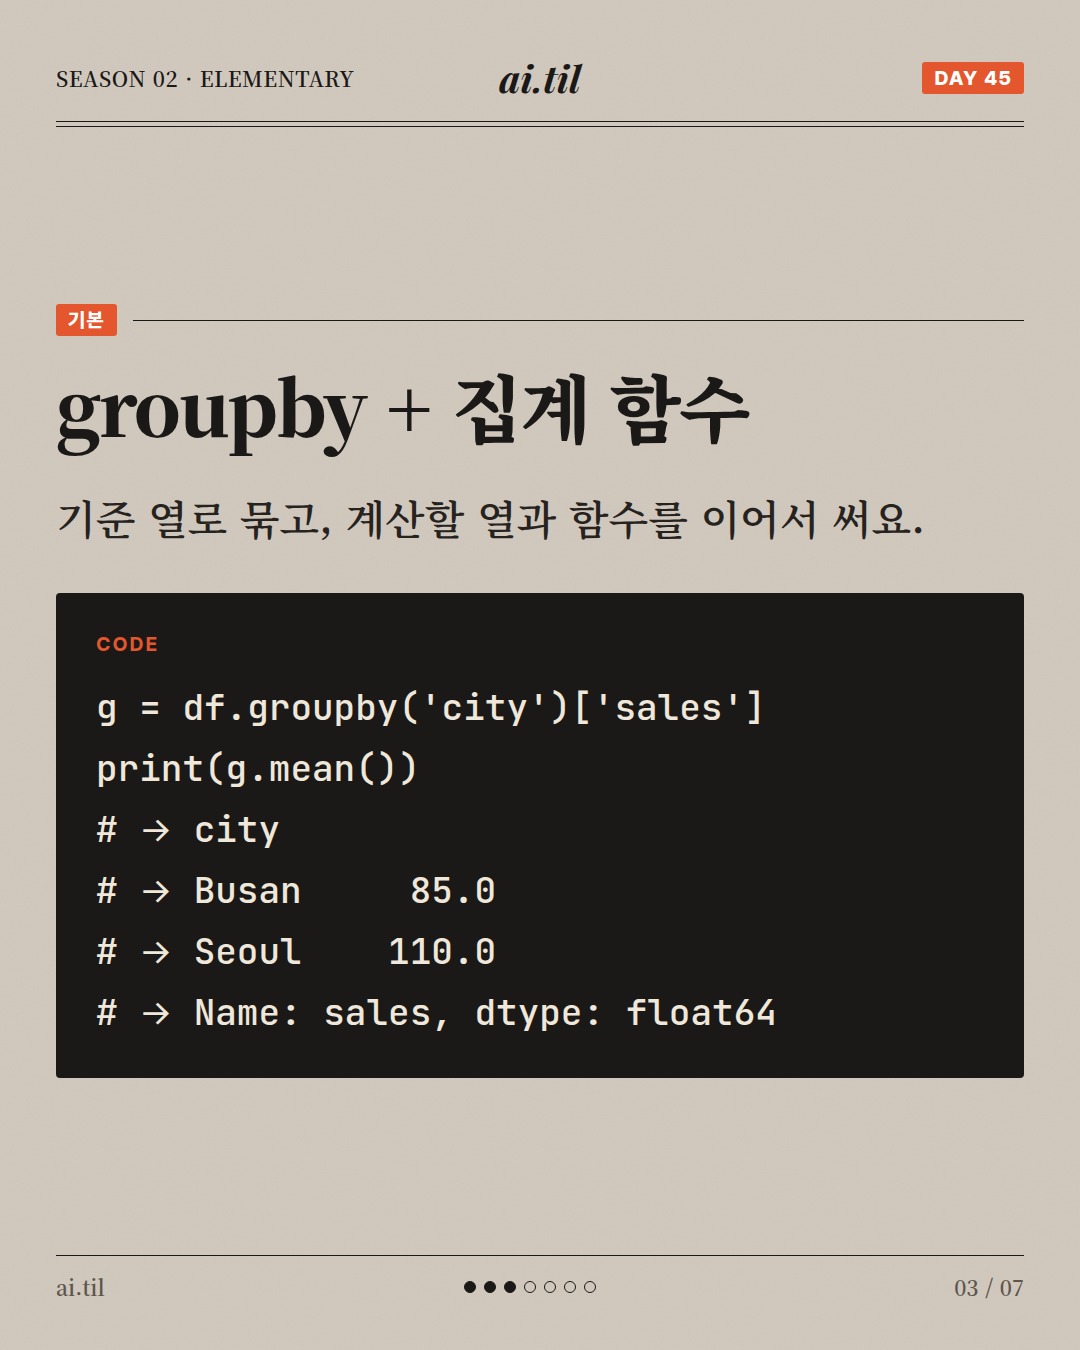 SEASON 02 · ELEMENTARY
ai.til
DAY 45
기본
groupby + 집계 함수
기준 열로 묶고, 계산할 열과 함수를 이어서 써요.
CODE
g = df.groupby('city')['sales']
print(g.mean())
# → city
# → Busan     85.0
# → Seoul    110.0
# → Name: sales, dtype: float64
ai.til
03 / 07